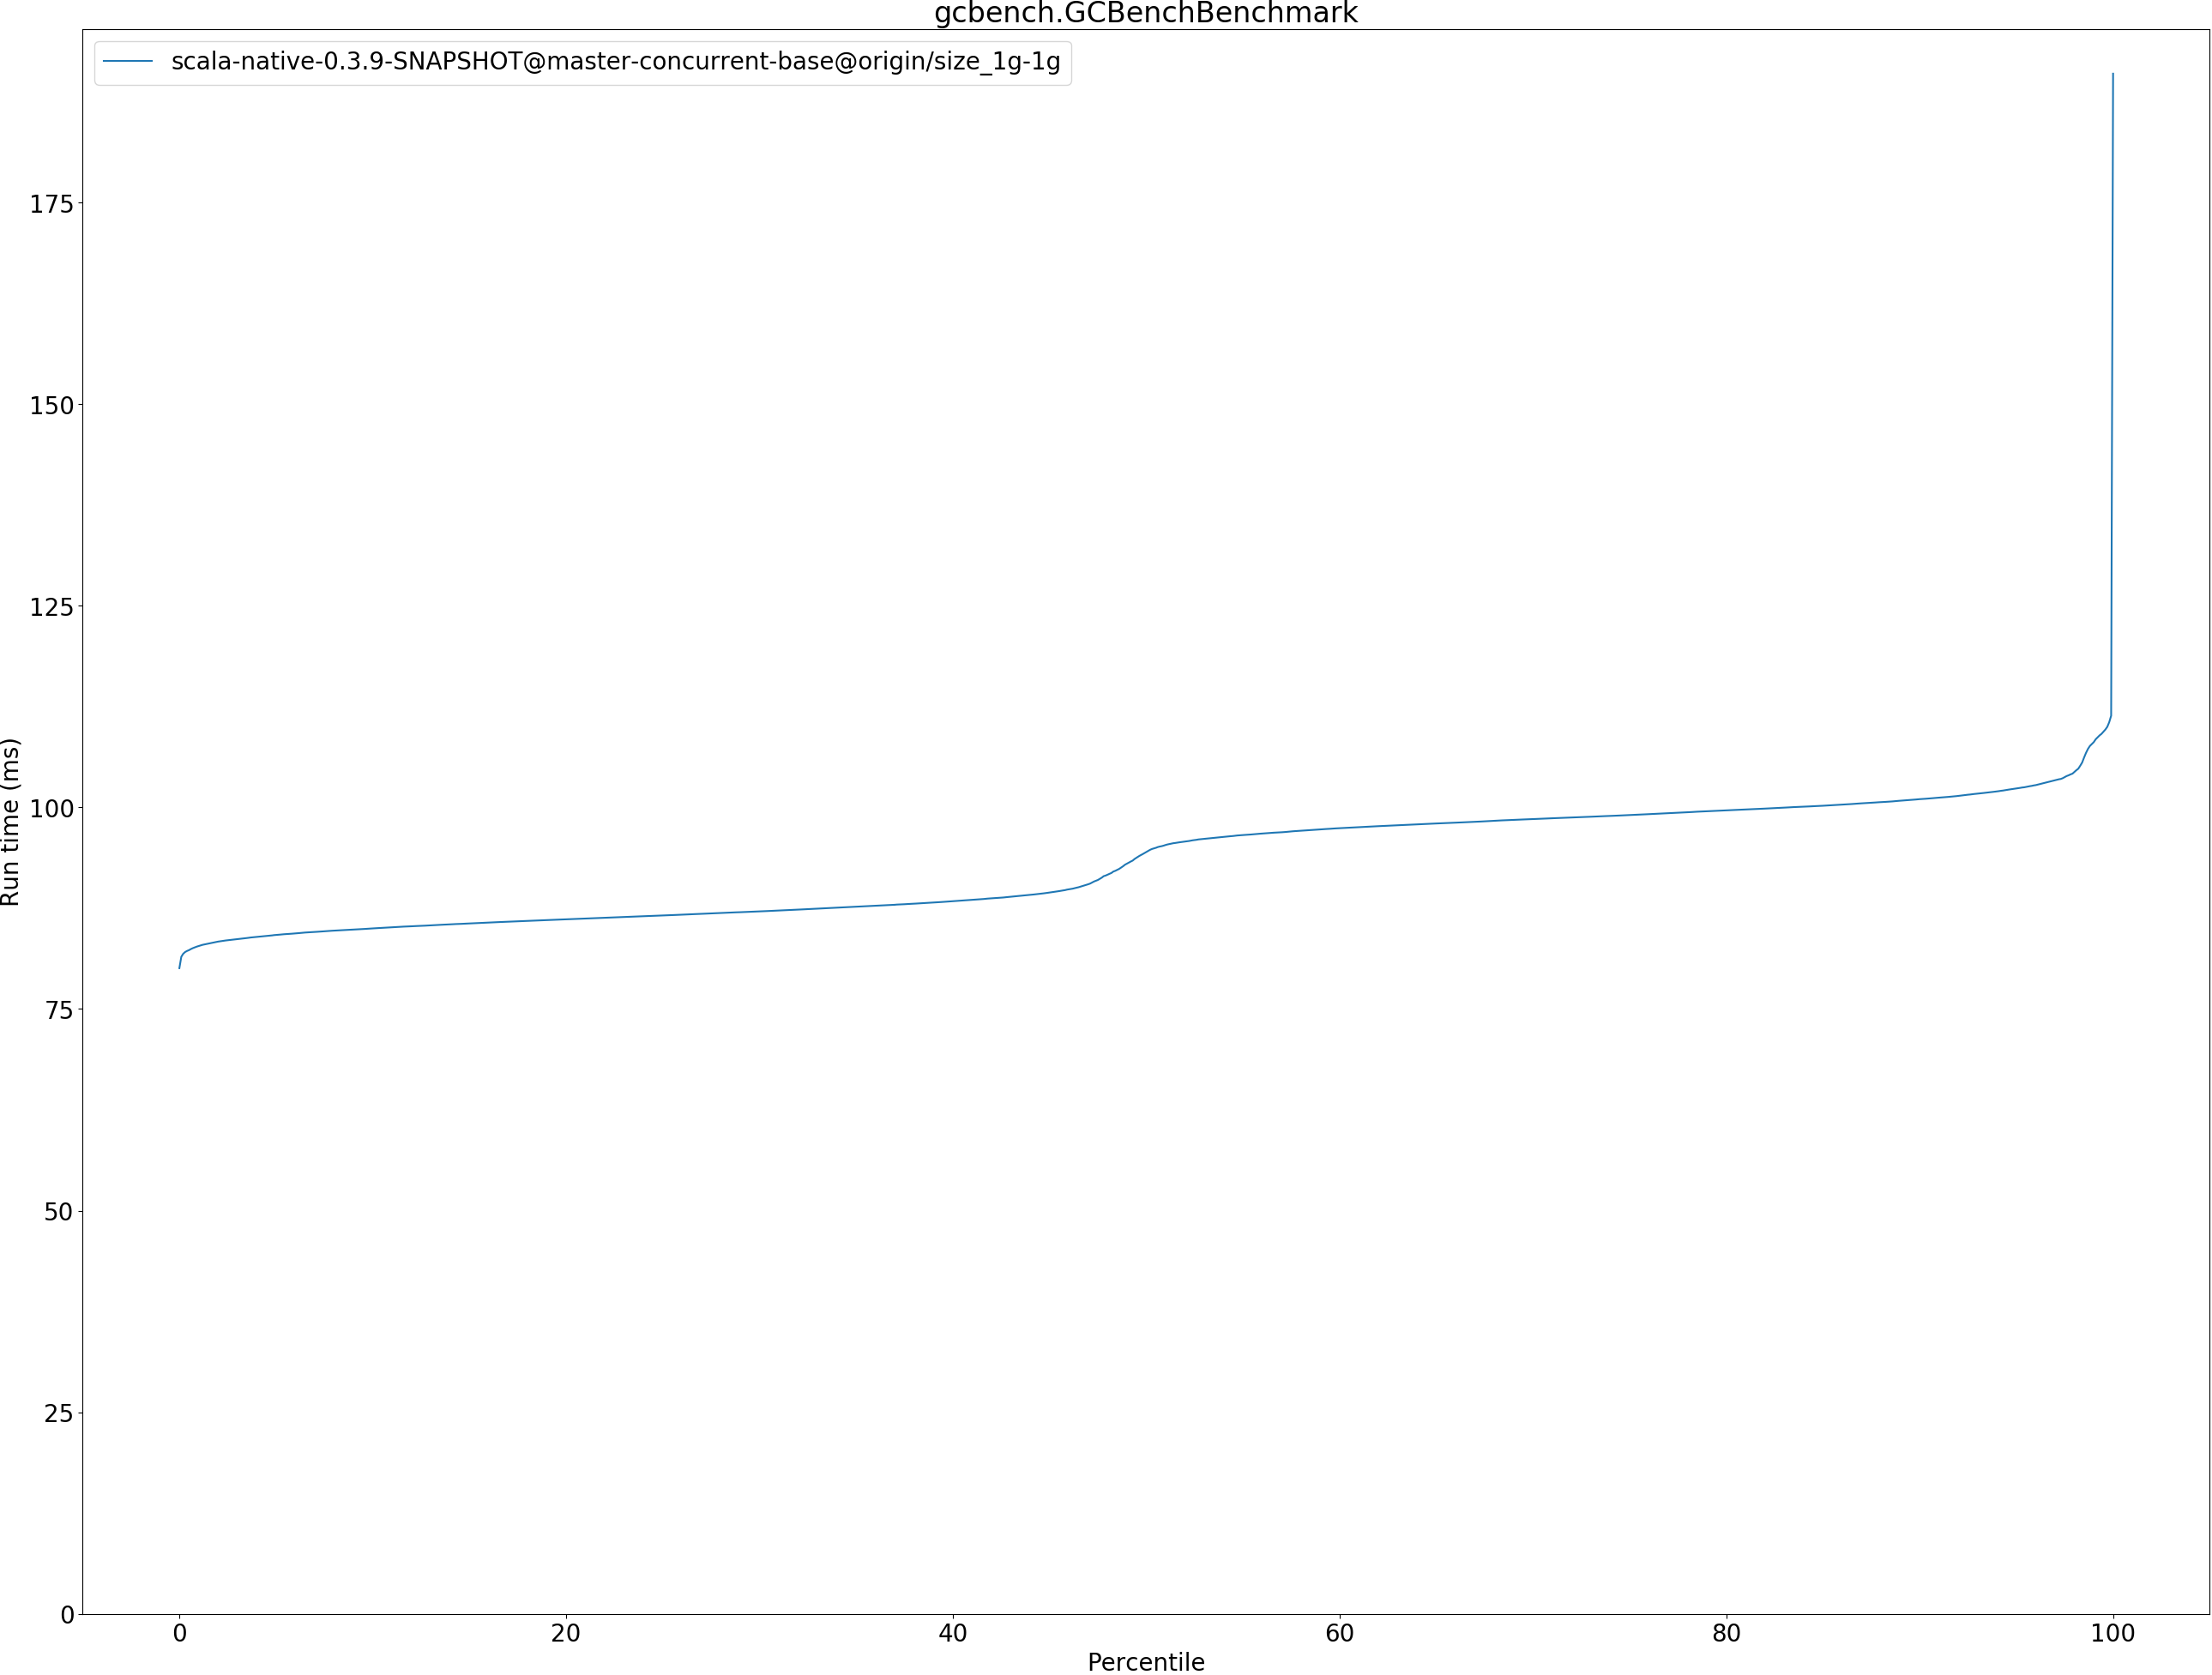 gcbench.GCBenchBenchmark
scala-native-0.3.9-SNAPSHOT@master-concurrent-base@origin/size_1g-1g
Run time (ms)
175
150
125
100
75
50
25
0
0 20 40 60 80 100
Percentile